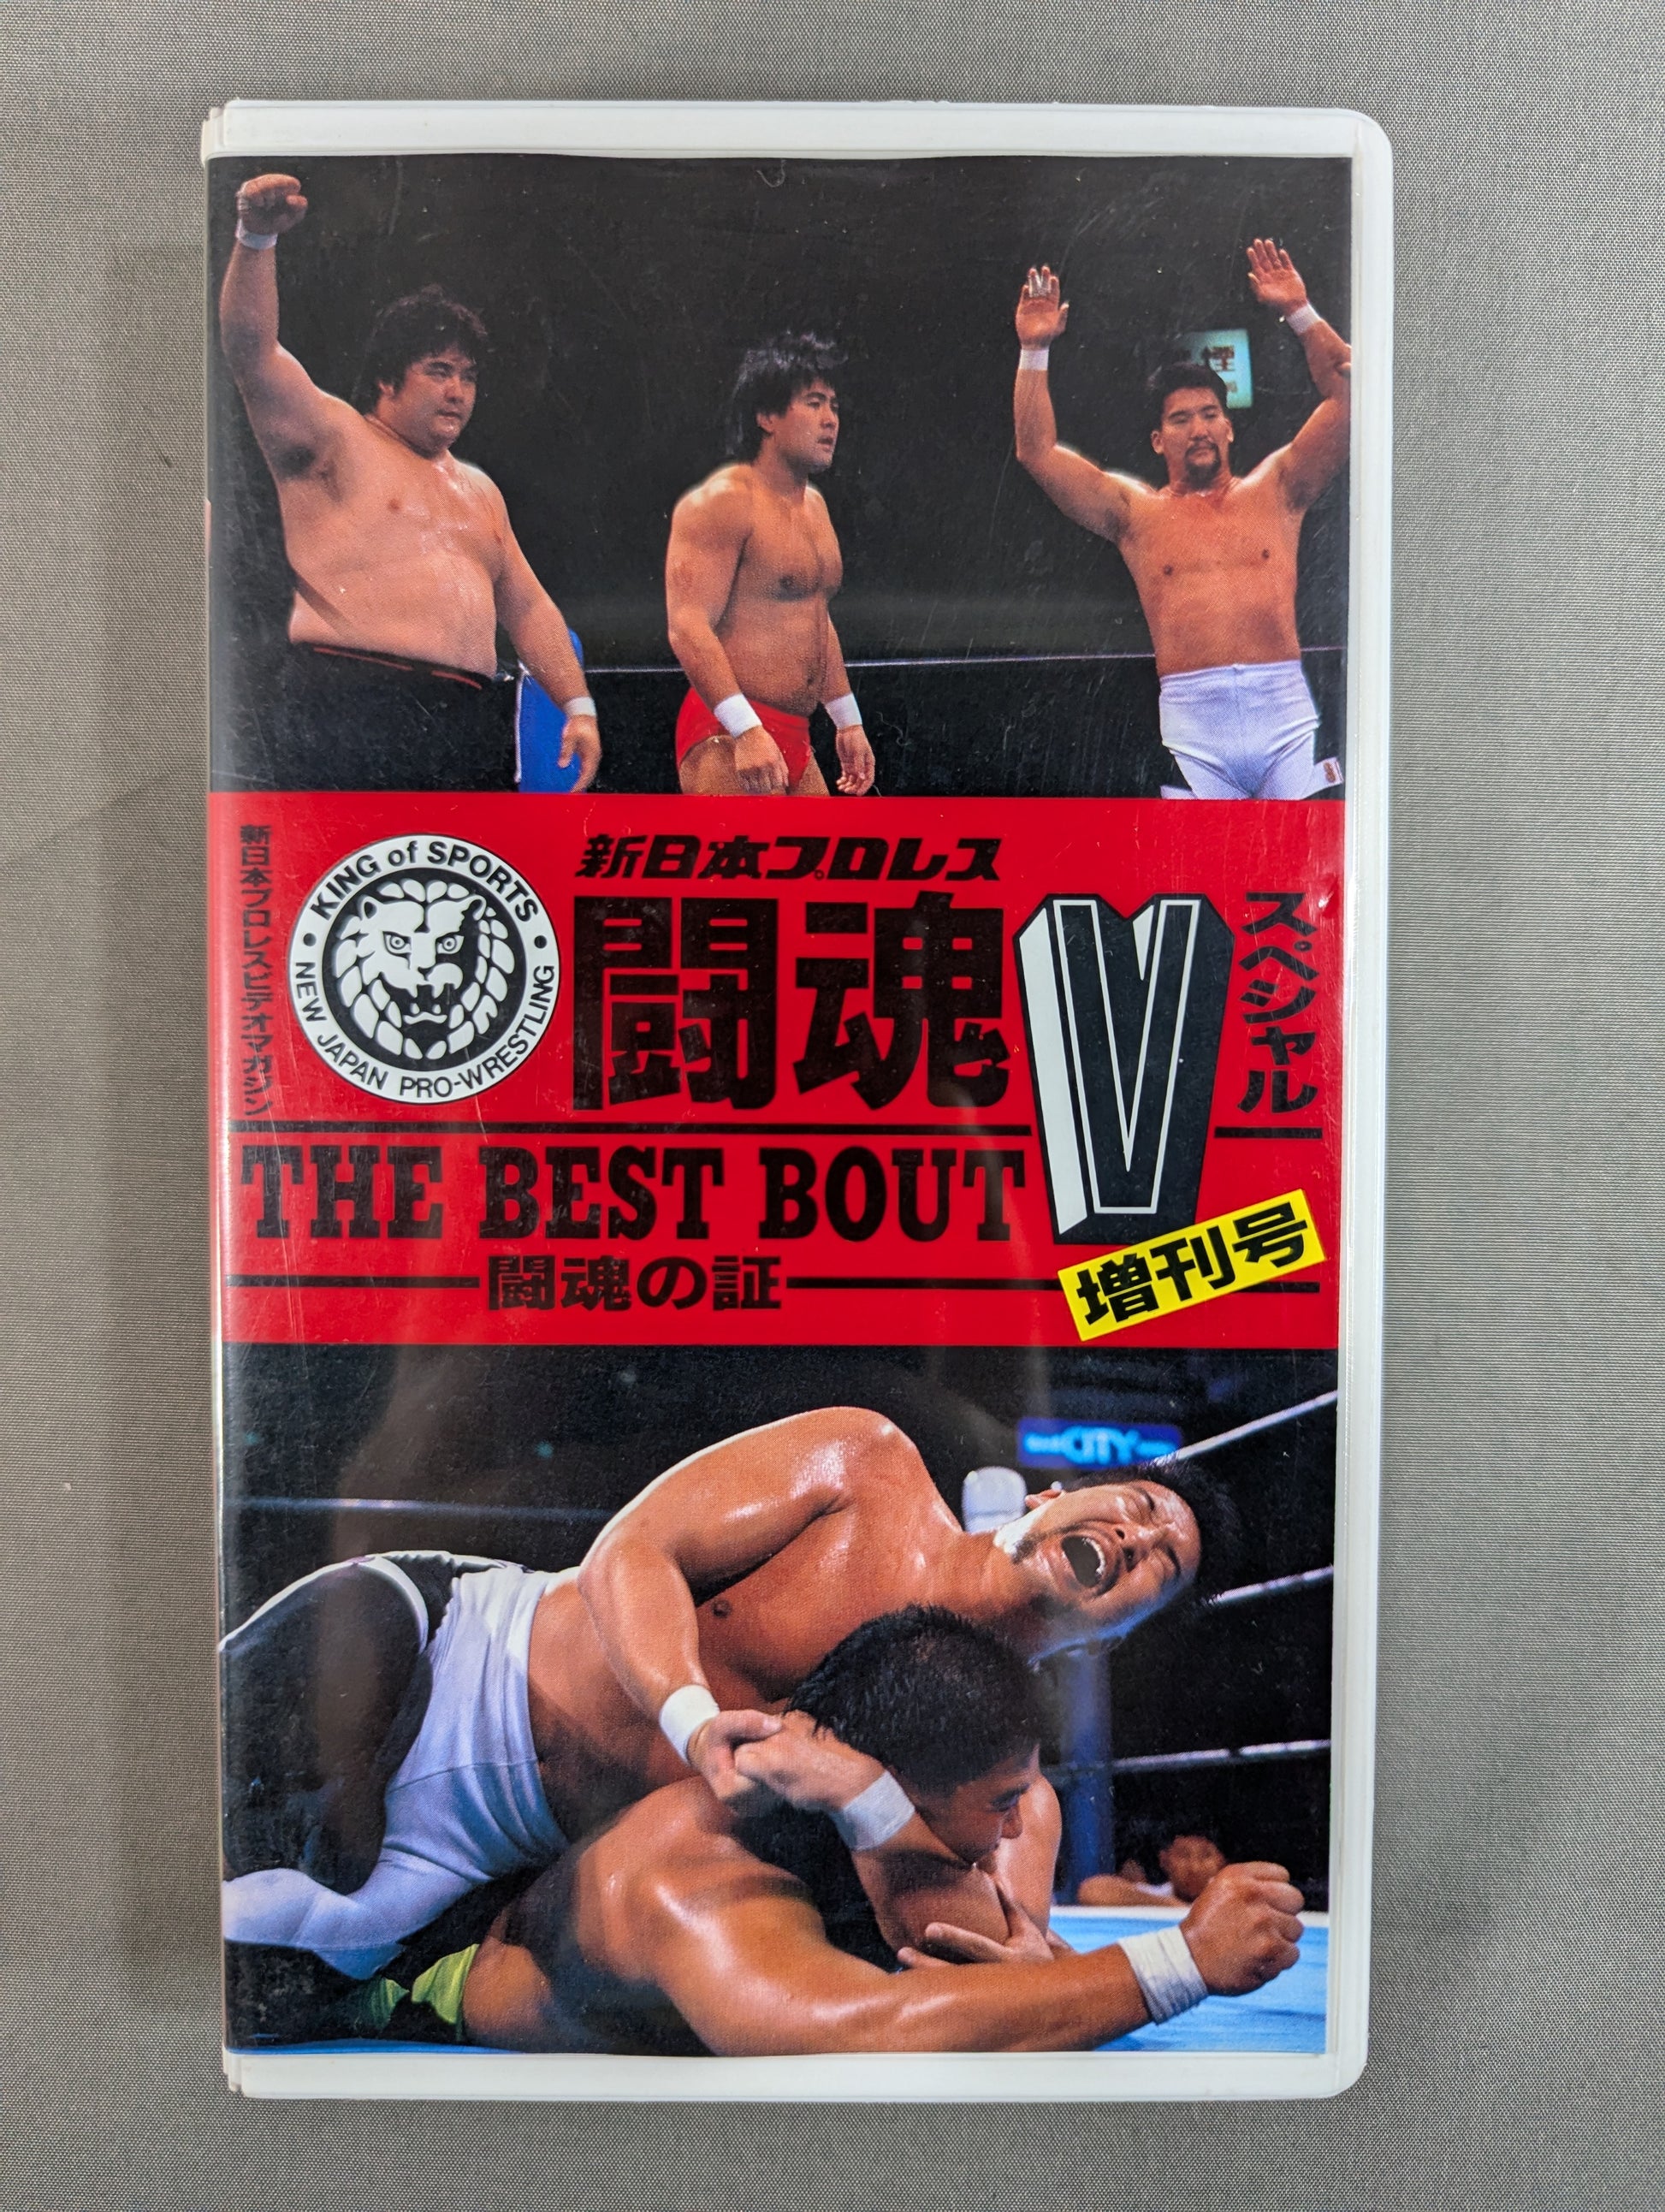 新日本プロレスビデオマガジン
KING of SPORTS
NEW JAPAN PRO-WRESTLING
新日本プロレス
闘魂V
スペシャル
THE BEST BOUT
闘魂の証
増刊号
CITY